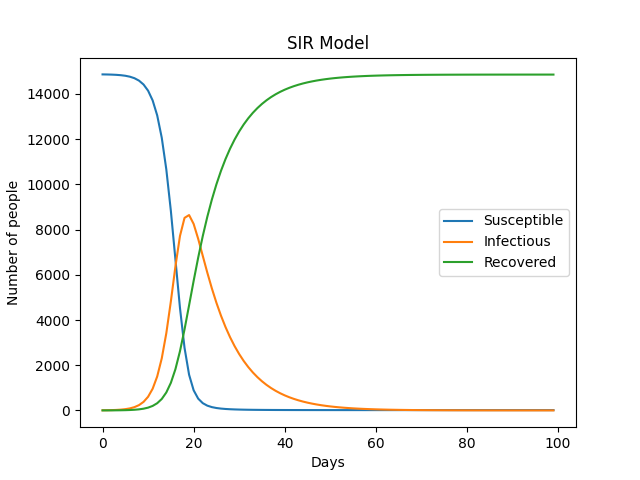 SIR Model
Number of people
14000
12000
10000
8000
6000
4000
2000
0
Susceptible
Infectious
Recovered
0 20 40 60 80 100
Days